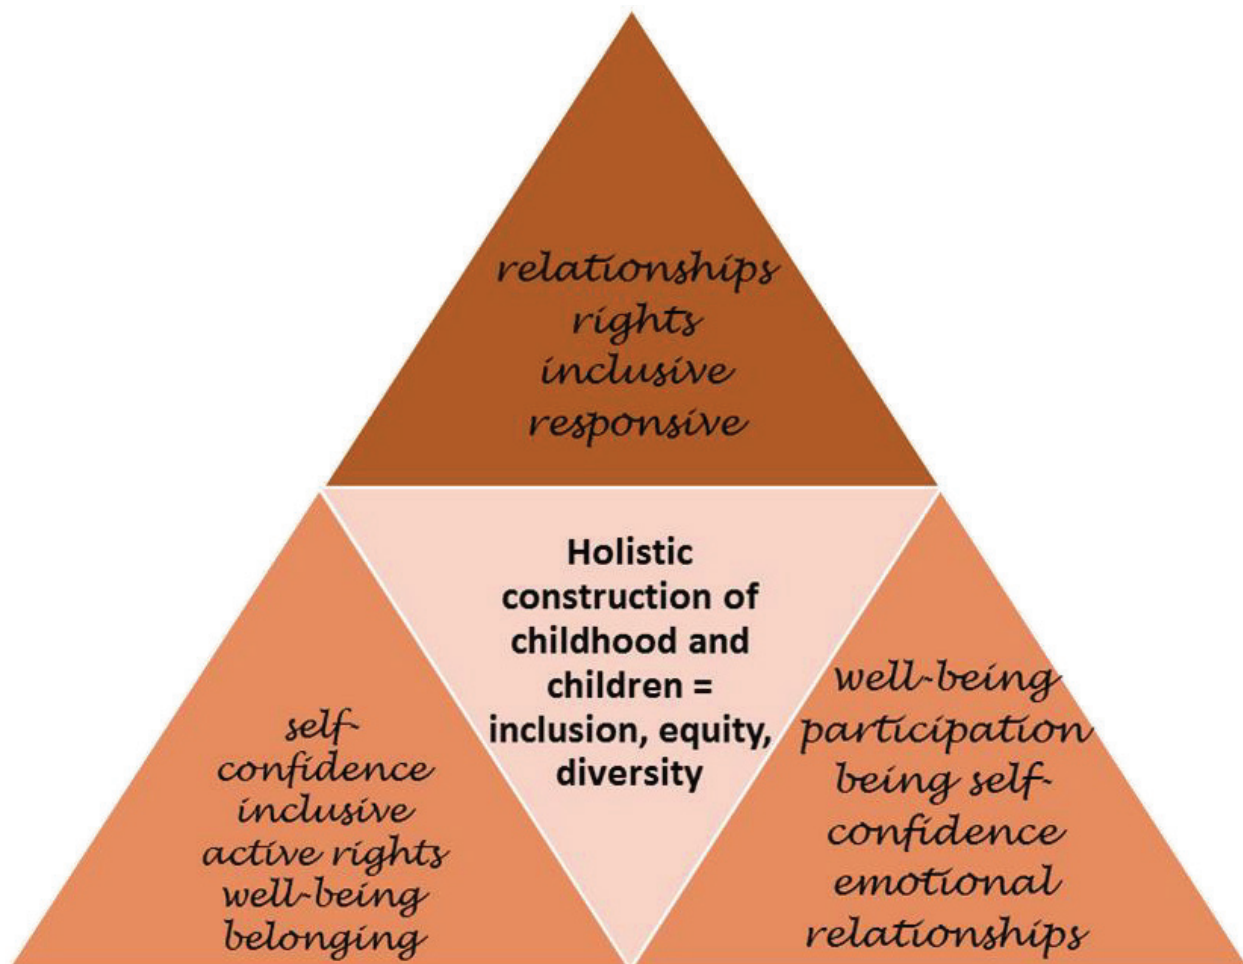 relationships
rights
inclusive
responsive
Holistic
construction of
childhood and
children =
inclusion, equity,
diversity
self-
confidence
inclusive
active rights
well-being
belonging
well-being
participation
being self-
confidence
emotional
relationships